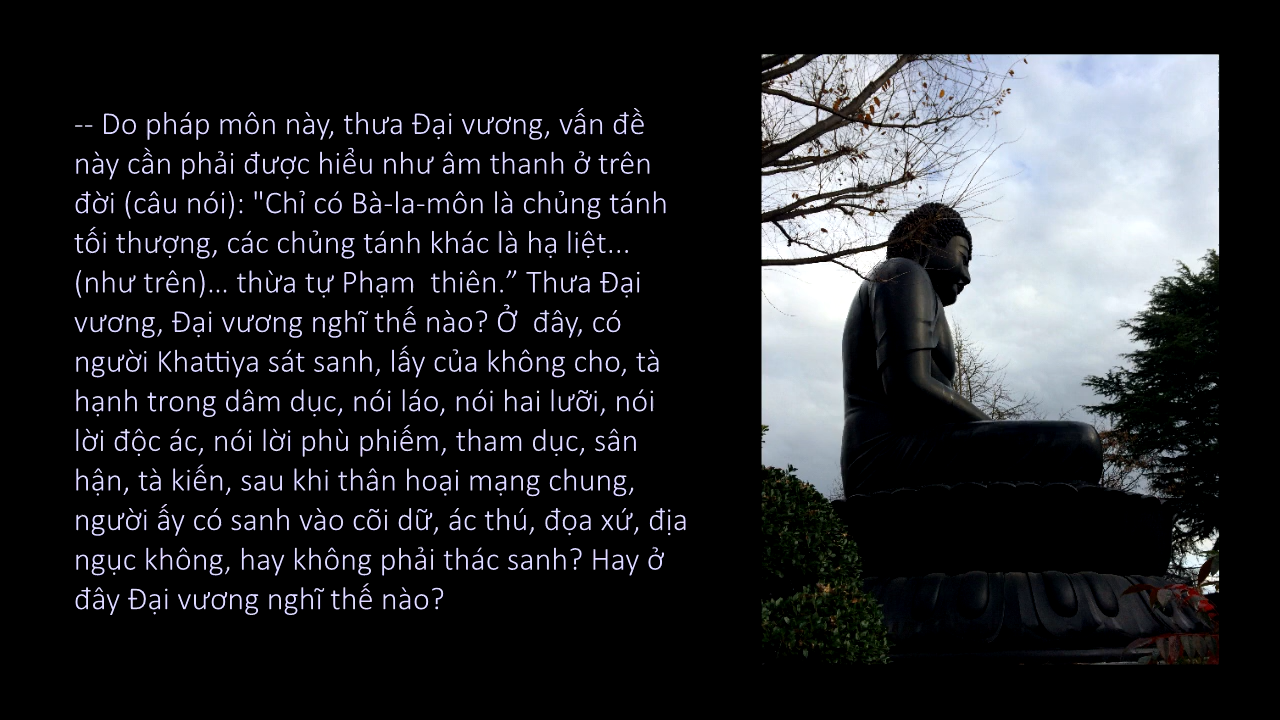 -- Do pháp môn này, thưa Đại vương, vấn đề
này cần phải được hiểu như âm thanh ở trên
đời (câu nói): "Chỉ có Bà-la-môn là chủng tánh
tối thượng, các chủng tánh khác là hạ liệt...
(như trên)... thừa tự Phạm  thiên.” Thưa Đại
vương, Đại vương nghĩ thế nào? Ở  đây, có
người Khattiya sát sanh, lấy của không cho, tà
hạnh trong dâm dục, nói láo, nói hai lưỡi, nói
lời độc ác, nói lời phù phiếm, tham dục, sân
hận, tà kiến, sau khi thân hoại mạng chung,
người ấy có sanh vào cõi dữ, ác thú, đọa xứ, địa
ngục không, hay không phải thác sanh? Hay ở
đây Đại vương nghĩ thế nào?